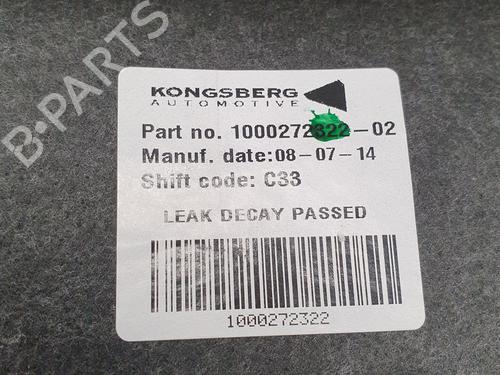 KONGSBERG
AUTOMOTIVE
Part no. 1000272322-02
Manuf. date:08-07-14
Shift code: C33
LEAK DECAY PASSED
1000272322
B-PARTS